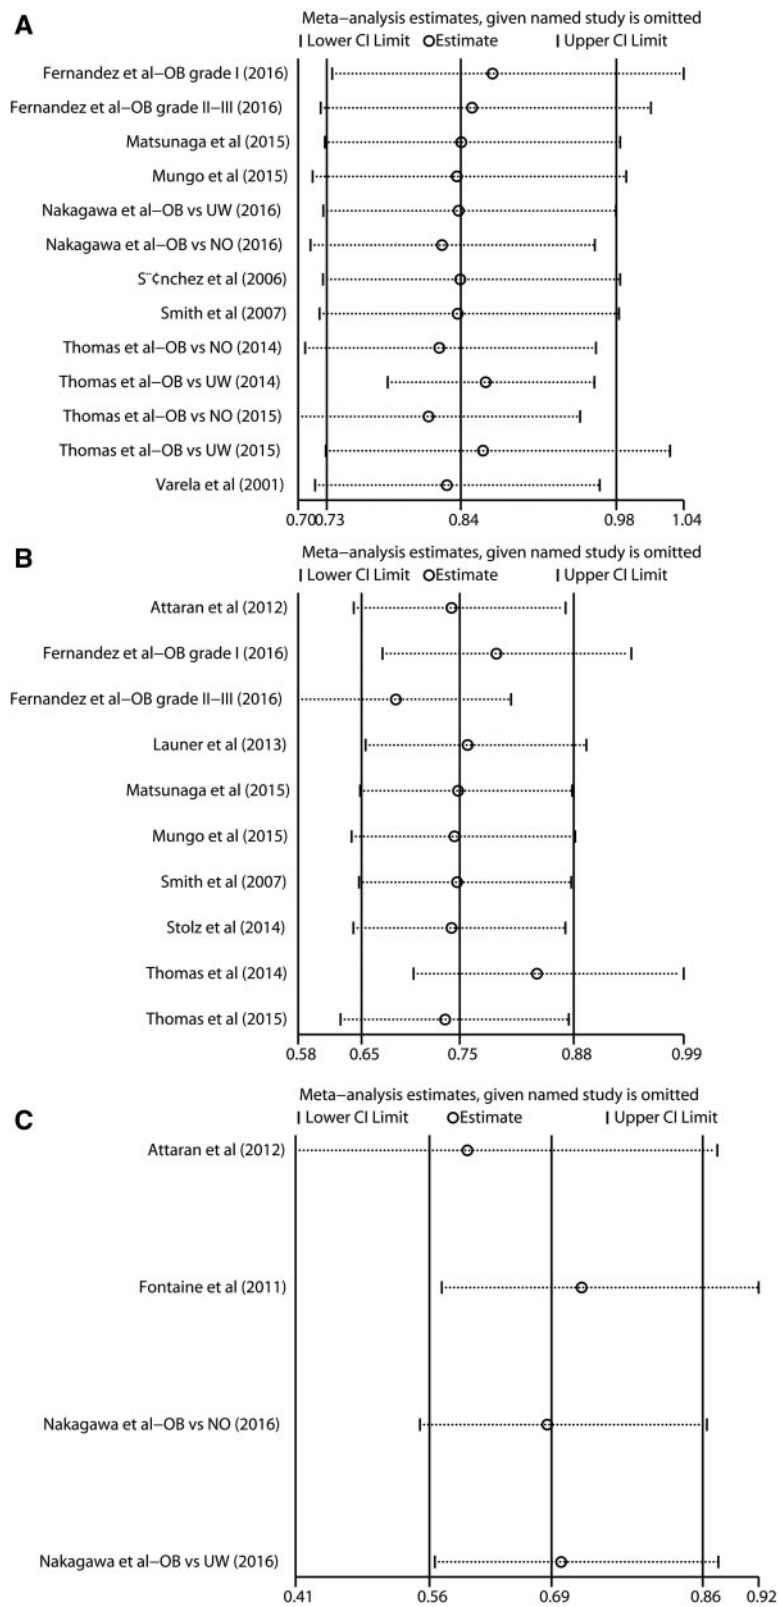 A
Meta−analysis estimates, given named study is omitted
| Lower CI Limit OEstimate | Upper CI Limit
Fernandez et al−OB grade I (2016)
Fernandez et al−OB grade II−III (2016)
Matsunaga et al (2015)
Mungo et al (2015)
Nakagawa et al−OB vs UW (2016)
Nakagawa et al−OB vs NO (2016)
S¨¢nchez et al (2006)
Smith et al (2007)
Thomas et al−OB vs NO (2014)
Thomas et al−OB vs UW (2014)
Thomas et al−OB vs NO (2015)
Thomas et al−OB vs UW (2015)
Varela et al (2001)
0.70 0.73 0.84 0.98 1.04
B
Meta−analysis estimates, given named study is omitted
| Lower CI Limit OEstimate | Upper CI Limit
Attaran et al (2012)
Fernandez et al−OB grade I (2016)
Fernandez et al−OB grade II−III (2016)
Launer et al (2013)
Matsunaga et al (2015)
Mungo et al (2015)
Smith et al (2007)
Stolz et al (2014)
Thomas et al (2014)
Thomas et al (2015)
0.58 0.65 0.75 0.88 0.99
C
Meta−analysis estimates, given named study is omitted
| Lower CI Limit OEstimate | Upper CI Limit
Attaran et al (2012)
Fontaine et al (2011)
Nakagawa et al−OB vs NO (2016)
Nakagawa et al−OB vs UW (2016)
0.41 0.56 0.69 0.86 0.92